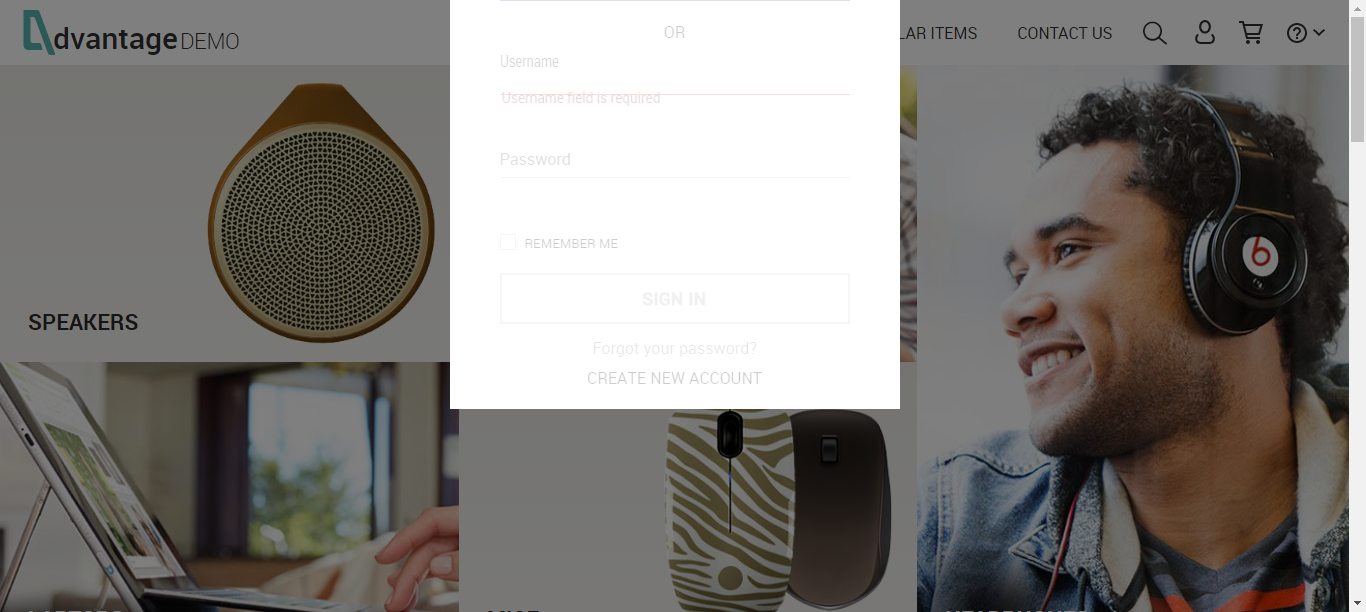 dvantage DEMO
LAR ITEMS
CONTACT US
OR
Username
Username field is required
Password
REMEMBER ME
SIGN IN
Forgot your password?
CREATE NEW ACCOUNT
SPEAKERS